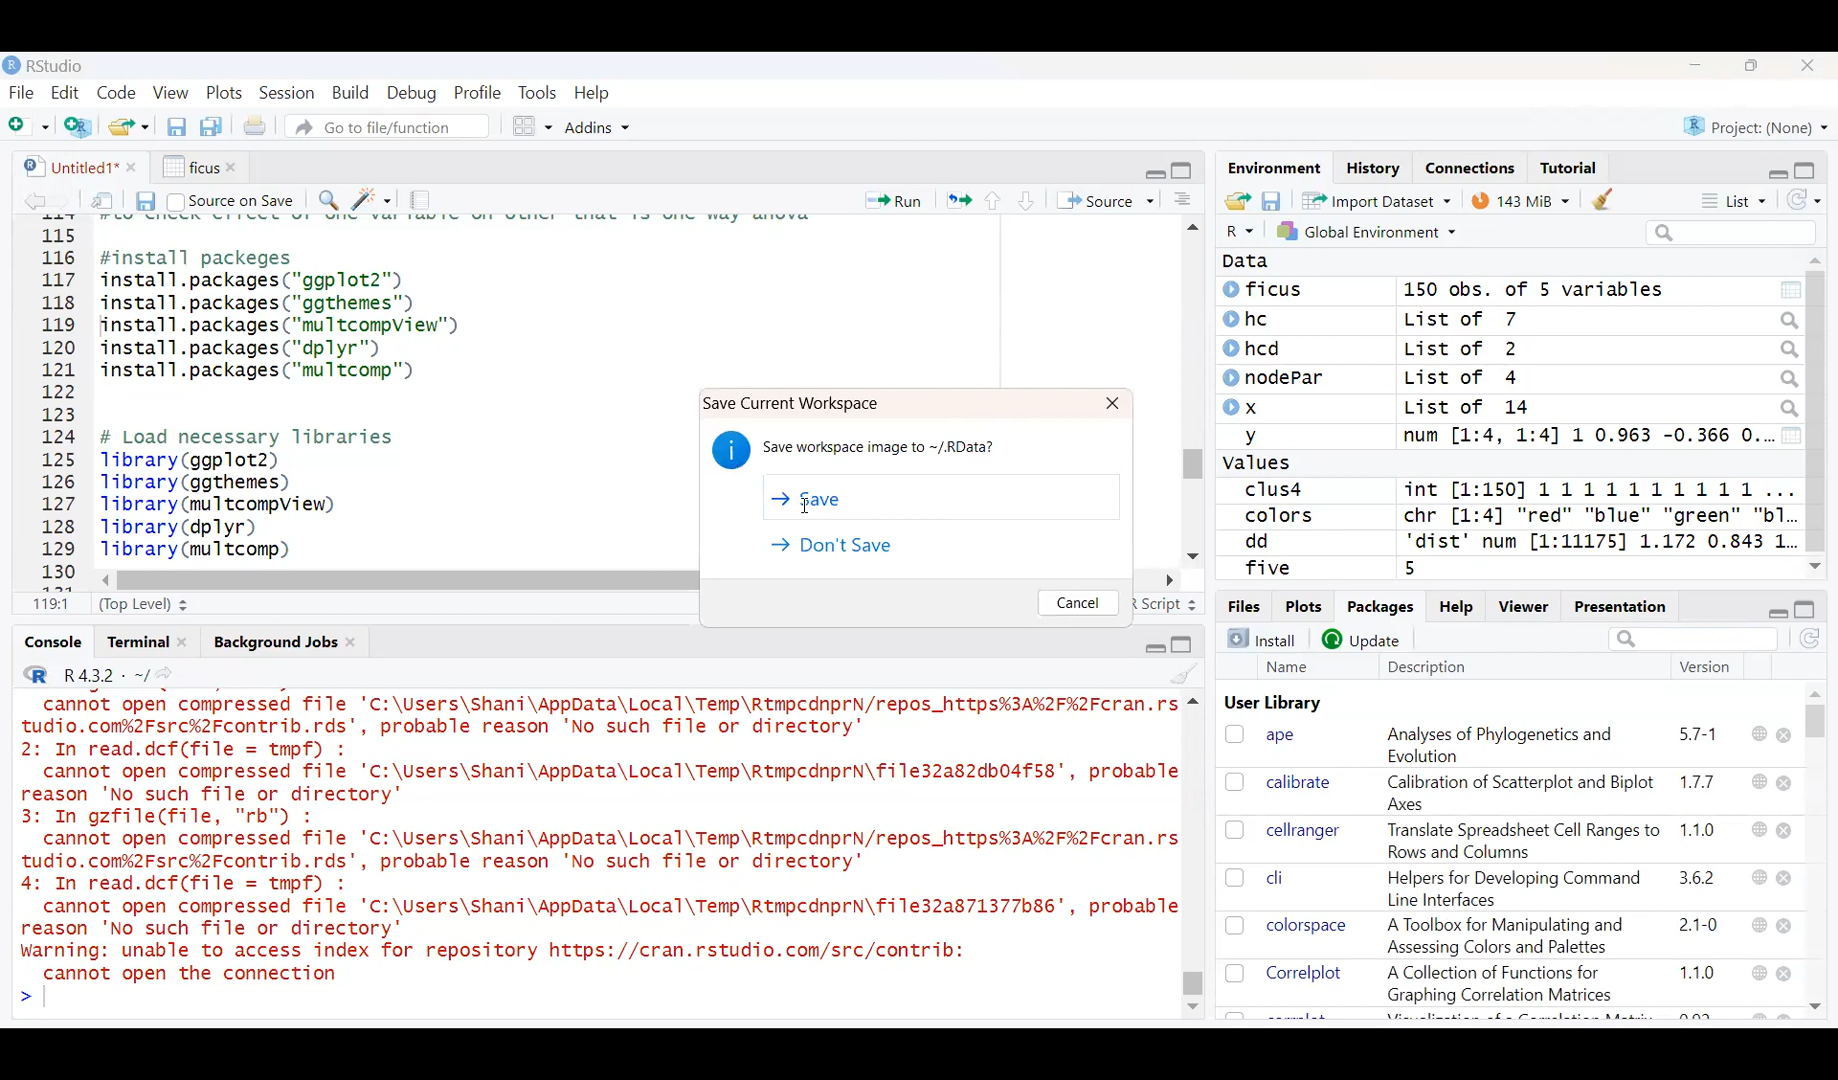 RStudio
File Edit Code View Plots Session Build Debug Profile Tools Help
Go to file/function Addins Project: (None)
Untitled1* ficus
Source on Save Run Source
114 #to check effect of one variable on other that is one way anova
115
116 #install packeges
117 install.packages("ggplot2")
118 install.packages("ggthemes")
119 install.packages("multcompView")
120 install.packages("dplyr")
121 install.packages("multcomp")
122
123
124 # Load necessary libraries
125 library(ggplot2)
126 library(ggthemes)
127 library(multcompView)
128 library(dplyr)
129 library(multcomp)
130
131
119:1 (Top Level) R Script
Save Current Workspace
Save workspace image to ~/.RData?
Save
Don't Save
Cancel
Console Terminal Background Jobs
R 4.3.2 · ~/
cannot open compressed file 'C:\Users\Shani\AppData\Local\Temp\RtmpcdnprN/repos_https%3A%2F%2Fcran.rs
tudio.com%2Fsrc%2Fcontrib.rds', probable reason 'No such file or directory'
2: In read.dcf(file = tmpf) :
cannot open compressed file 'C:\Users\Shani\AppData\Local\Temp\RtmpcdnprN\file32a82db04f58', probable
reason 'No such file or directory'
3: In gzfile(file, "rb") :
cannot open compressed file 'C:\Users\Shani\AppData\Local\Temp\RtmpcdnprN/repos_https%3A%2F%2Fcran.rs
tudio.com%2Fsrc%2Fcontrib.rds', probable reason 'No such file or directory'
4: In read.dcf(file = tmpf) :
cannot open compressed file 'C:\Users\Shani\AppData\Local\Temp\RtmpcdnprN\file32a871377b86', probable
reason 'No such file or directory'
Warning: unable to access index for repository https://cran.rstudio.com/src/contrib:
cannot open the connection
>
Environment History Connections Tutorial
Import Dataset 143 MiB List
R Global Environment
Data
ficus 150 obs. of 5 variables
hc List of 7
hcd List of 2
nodePar List of 4
x List of 14
y num [1:4, 1:4] 1 0.963 -0.366 0....
Values
clus4 int [1:150] 1 1 1 1 1 1 1 1 1 ...
colors chr [1:4] "red" "blue" "green" "bl...
dd 'dist' num [1:11175] 1.172 0.843 1...
five 5
Files Plots Packages Help Viewer Presentation
Install Update
Name Description Version
User Library
ape Analyses of Phylogenetics and 5.7-1
Evolution
calibrate Calibration of Scatterplot and Biplot 1.7.7
Axes
cellranger Translate Spreadsheet Cell Ranges to 1.1.0
Rows and Columns
cli Helpers for Developing Command 3.6.2
Line Interfaces
colorspace A Toolbox for Manipulating and 2.1-0
Assessing Colors and Palettes
Correlplot A Collection of Functions for 1.1.0
Graphing Correlation Matrices